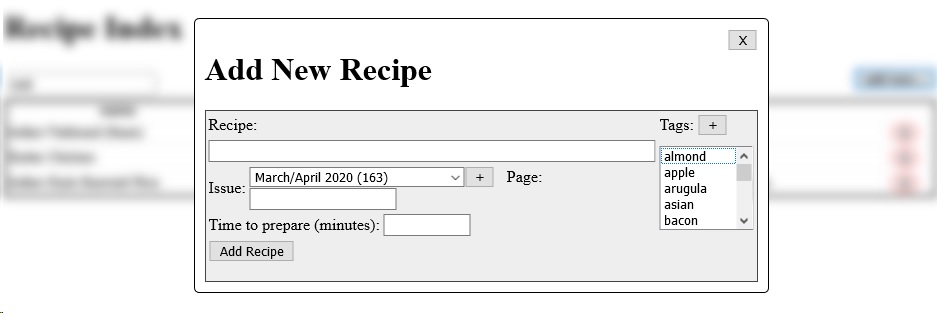 Recipe Index
X
Add New Recipe
Recipe:
Tags: +
almond
apple
arugula
asian
bacon
Issue: March/April 2020 (163) + Page:
Time to prepare (minutes):
Add Recipe